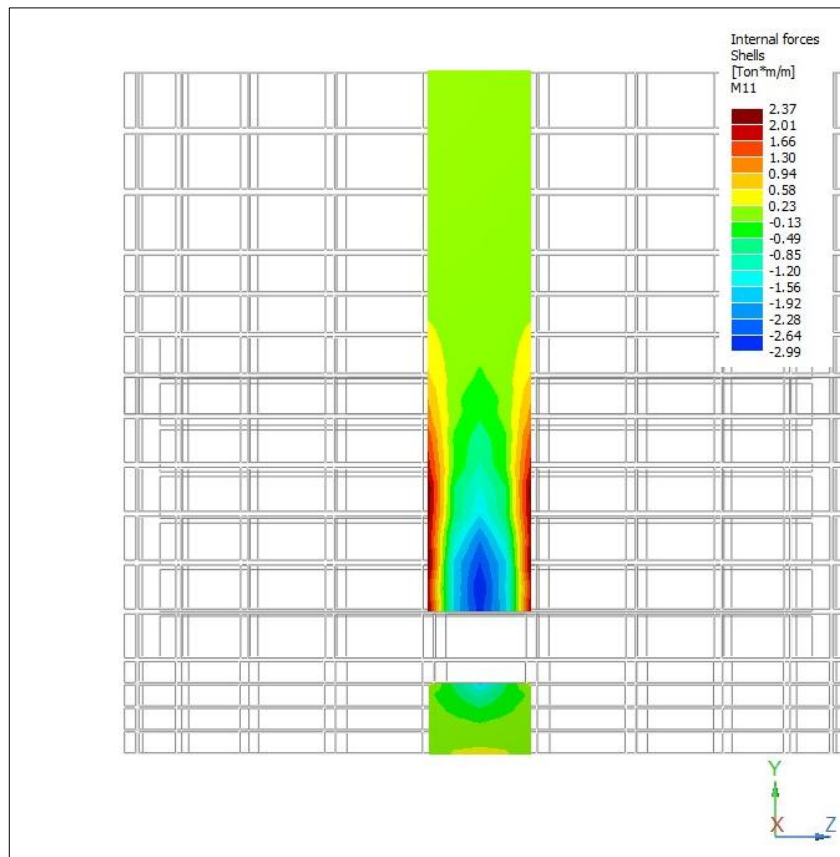 Internal forces
Shells
[Ton*m/m]
M11
2.37
2.01
1.66
1.30
0.94
0.58
0.23
-0.13
-0.49
-0.85
-1.20
-1.56
-1.92
-2.28
-2.64
-2.99
Y
X Z